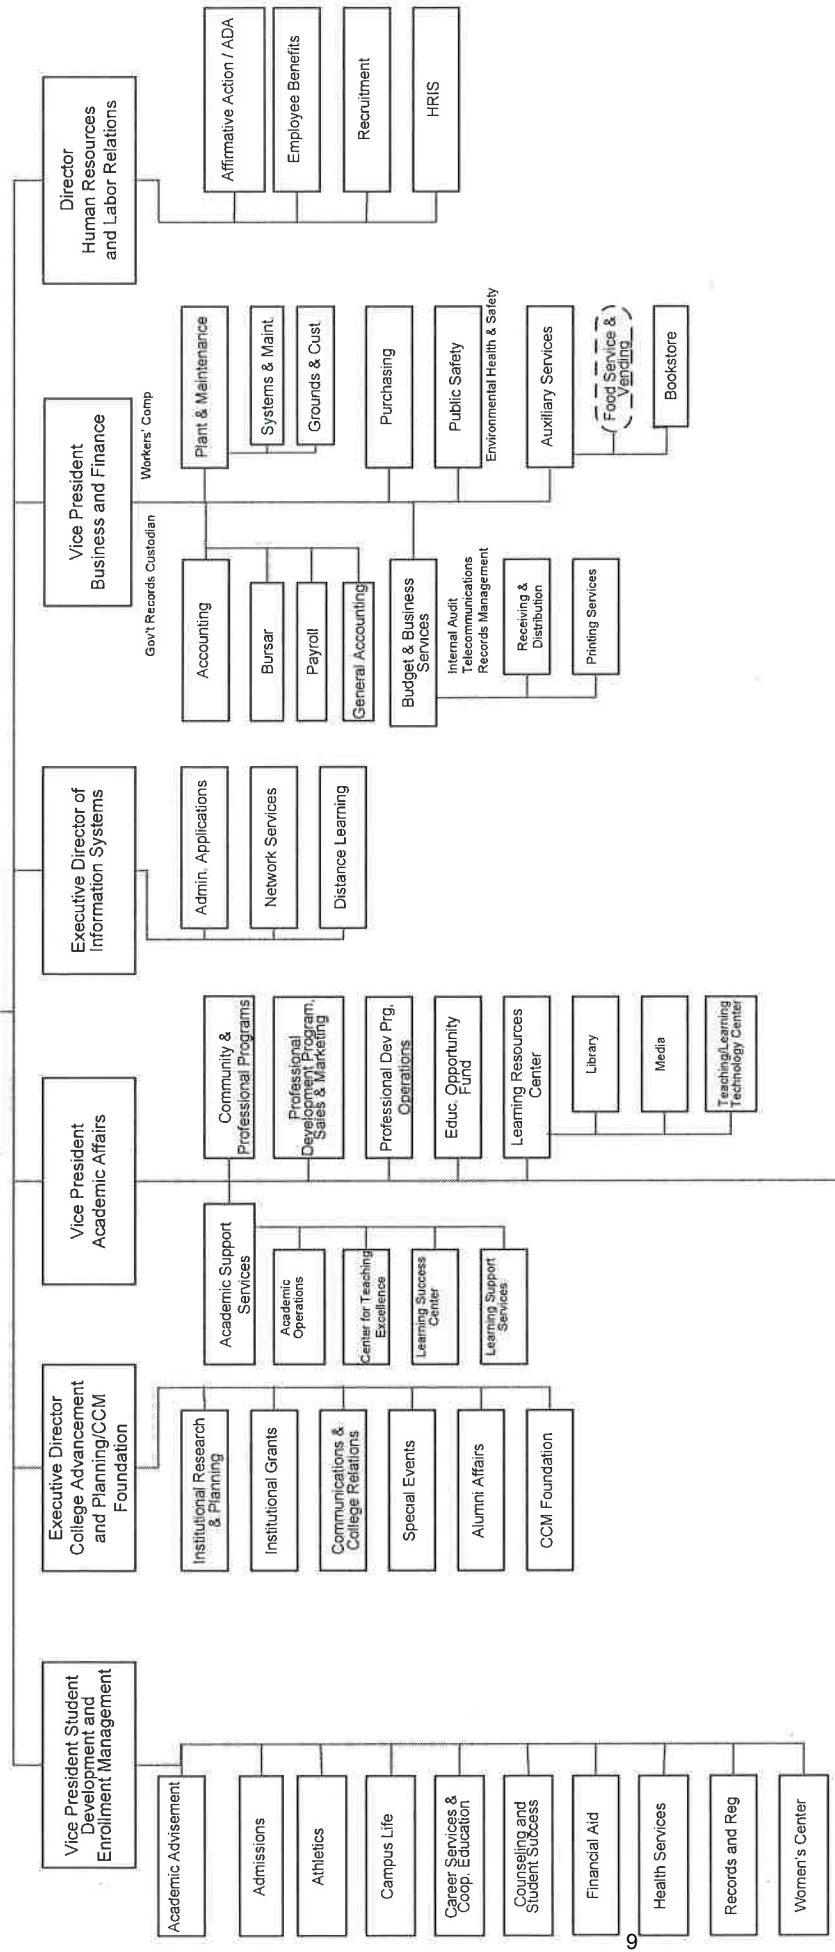 Vice President Student
Development and
Enrollment Management
Academic Advisement
Admissions
Athletics
Campus Life
Career Services &
Coop. Education
Counseling and
Student Success
Financial Aid
Health Services
Records and Reg
Women's Center
Executive Director
College Advancement
and Planning/CCM
Foundation
Institutional Research
& Planning
Institutional Grants
Communications &
College Relations
Special Events
Alumni Affairs
CCM Foundation
Vice President
Academic Affairs
Academic Support
Services
Academic
Operations
Center for Teaching
Excellence
Learning Success
Center
Learning Support
Services
Community &
Professional Programs
Professional
Development Program,
Sales & Marketing
Professional Dev Prg,
Operations
Educ. Opportunity
Fund
Learning Resources
Center
Library
Media
Teaching/Learning
Technology Center
Executive Director of
Information Systems
Admin. Applications
Network Services
Distance Learning
Vice President
Business and Finance
Gov't Records Custodian
Workers' Comp
Accounting
Bursar
Payroll
General Accounting
Budget & Business
Services
Internal Audit
Telecommunications
Records Management
Receiving &
Distribution
Printing Services
Plant & Maintenance
Systems & Maint.
Grounds & Cust.
Purchasing
Public Safety
Environmental Health & Safety
Auxiliary Services
Food Service &
Vending
Bookstore
Director
Human Resources
and Labor Relations
Affirmative Action / ADA
Employee Benefits
Recruitment
HRIS
9